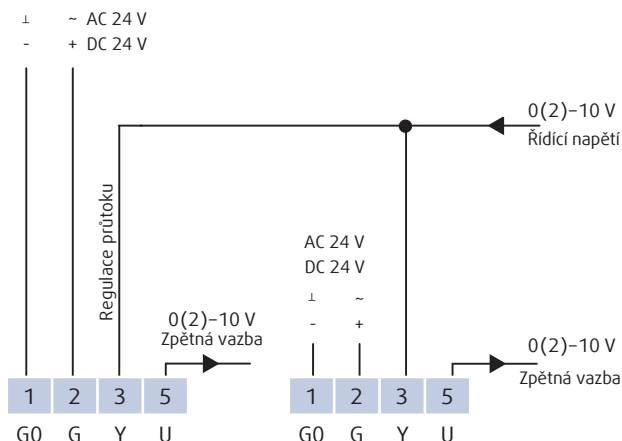 ⊥ ~ AC 24 V
- + DC 24 V
0(2)–10 V
Řídící napětí
Regulace průtoku
AC 24 V
DC 24 V
⊥ ~
- +
0(2)–10 V
Zpětná vazba
0(2)–10 V
Zpětná vazba
1 2 3 5 1 2 3 5
G0 G Y U G0 G Y U